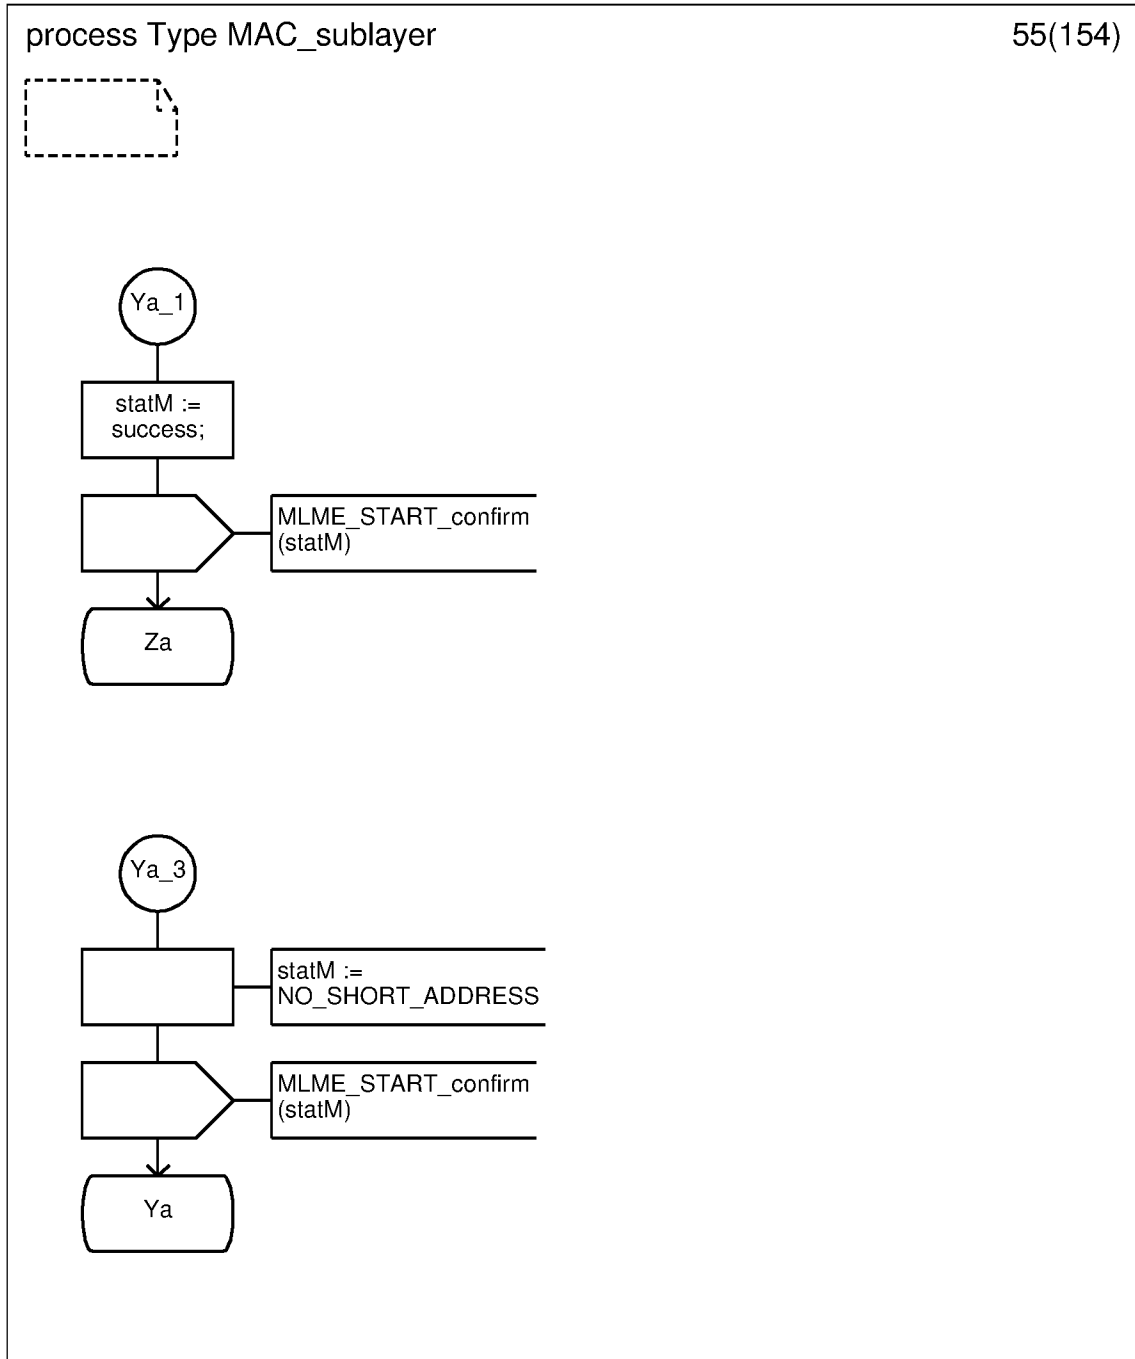 process Type MAC_sublayer
55(154)
Ya_1
statM :=
success;
MLME_START_confirm
(statM)
Za
Ya_3
statM :=
NO_SHORT_ADDRESS
MLME_START_confirm
(statM)
Ya